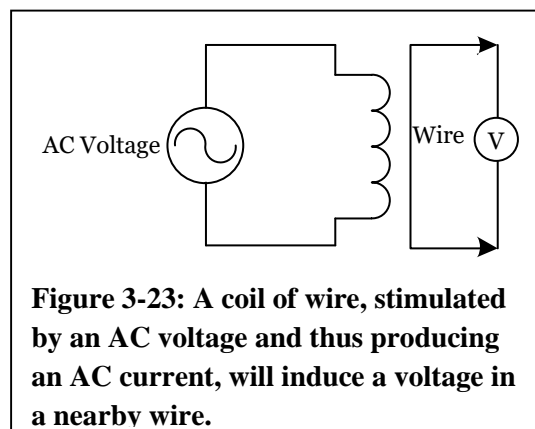 AC Voltage
Wire
V
Figure 3-23: A coil of wire, stimulated
by an AC voltage and thus producing
an AC current, will induce a voltage in
a nearby wire.